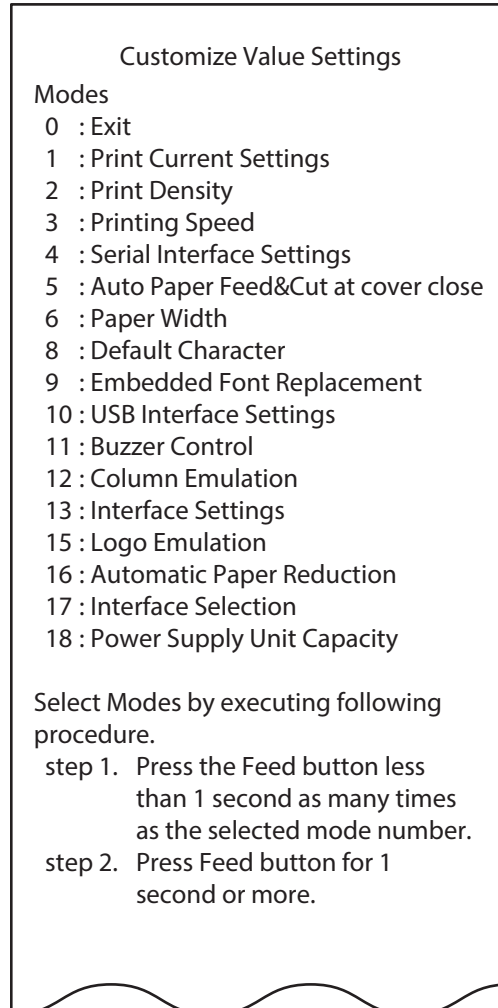 Customize Value Settings
Modes
0 : Exit
1 : Print Current Settings
2 : Print Density
3 : Printing Speed
4 : Serial Interface Settings
5 : Auto Paper Feed&Cut at cover close
6 : Paper Width
8 : Default Character
9 : Embedded Font Replacement
10 : USB Interface Settings
11 : Buzzer Control
12 : Column Emulation
13 : Interface Settings
15 : Logo Emulation
16 : Automatic Paper Reduction
17 : Interface Selection
18 : Power Supply Unit Capacity
Select Modes by executing following
procedure.
step 1. Press the Feed button less
than 1 second as many times
as the selected mode number.
step 2. Press Feed button for 1
second or more.